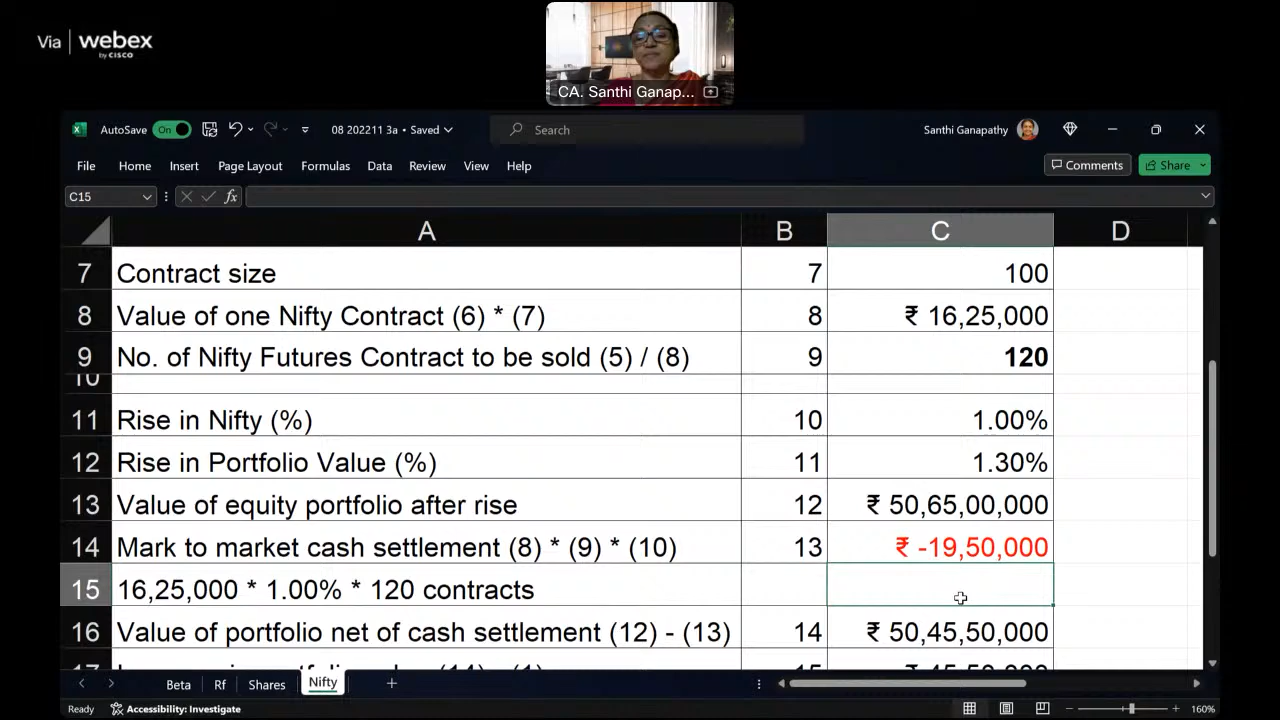 Via webex
by CISCO
CA. Santhi Ganap...
AutoSave On 08 202211 3a • Saved Search Santhi Ganapathy
File Home Insert Page Layout Formulas Data Review View Help Comments Share
C15 fx
A B C D
7 Contract size 7 100
8 Value of one Nifty Contract (6) * (7) 8 ₹ 16,25,000
9 No. of Nifty Futures Contract to be sold (5) / (8) 9 120
10
11 Rise in Nifty (%) 10 1.00%
12 Rise in Portfolio Value (%) 11 1.30%
13 Value of equity portfolio after rise 12 ₹ 50,65,00,000
14 Mark to market cash settlement (8) * (9) * (10) 13 ₹ -19,50,000
15 16,25,000 * 1.00% * 120 contracts
16 Value of portfolio net of cash settlement (12) - (13) 14 ₹ 50,45,50,000
Beta Rf Shares Nifty
Ready Accessibility: Investigate 160%